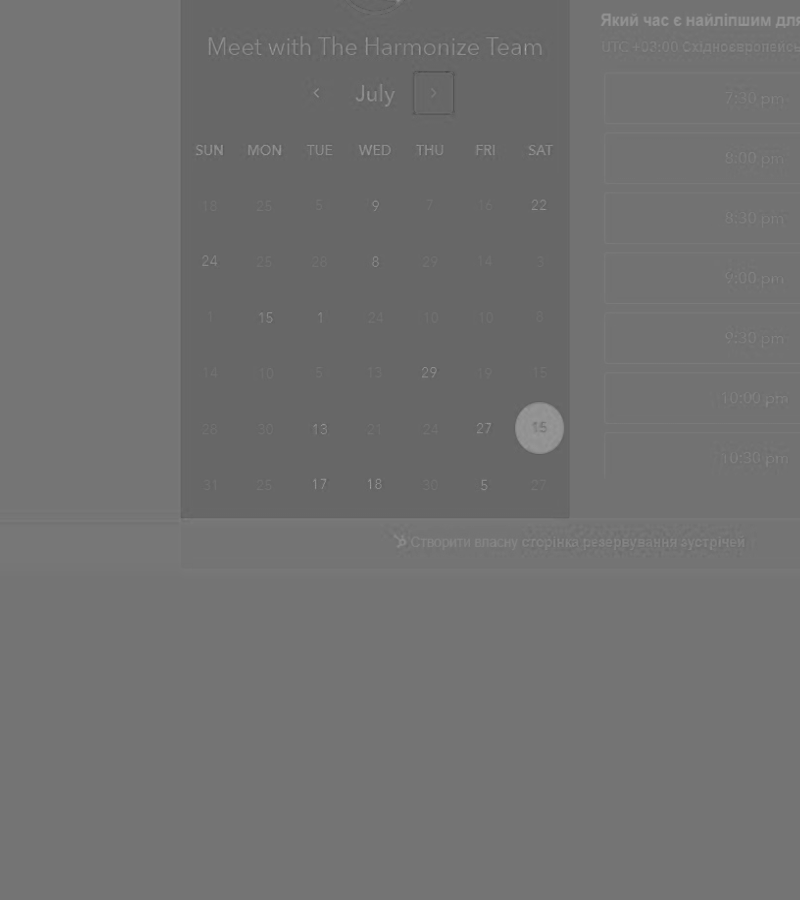 Meet with The Harmonize Team
July
SUN MON TUE WED THU FRI SAT
18 25 5 9 7 16 22
24 25 28 8 29 14 3
1 15 1 24 10 10 8
14 10 5 13 29 19 15
28 30 13 21 24 27 15
31 25 17 18 30 5 27
Створити власну сторінка резервування зустрічей
Який час є найліпшим для
UTC +03:00
7:30 pm
8:00 pm
8:30 pm
9:00 pm
9:30 pm
10:00 pm
10:30 pm